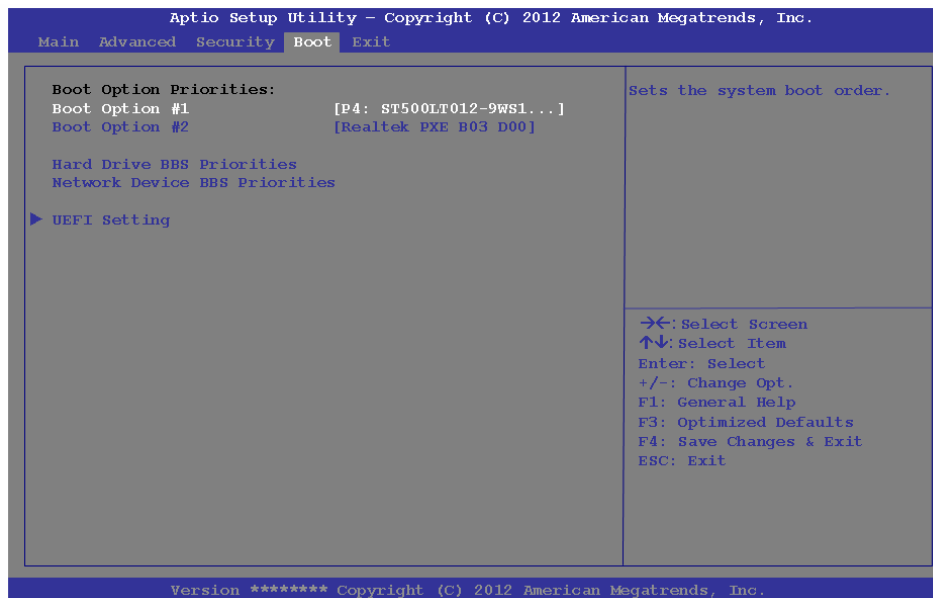 Aptio Setup Utility – Copyright (C) 2012 American Megatrends, Inc.
Main Advanced Security Boot Exit
Boot Option Priorities:
Boot Option #1 [P4: ST500LT012-9WS1...]
Boot Option #2 [Realtek PXE B03 D00]
Hard Drive BBS Priorities
Network Device BBS Priorities
▶ UEFI Setting
Sets the system boot order.
→←:Select Screen
↑↓:Select Item
Enter: Select
+/-: Change Opt.
F1: General Help
F3: Optimized Defaults
F4: Save Changes & Exit
ESC: Exit
Version ******** Copyright (C) 2012 American Megatrends, Inc.